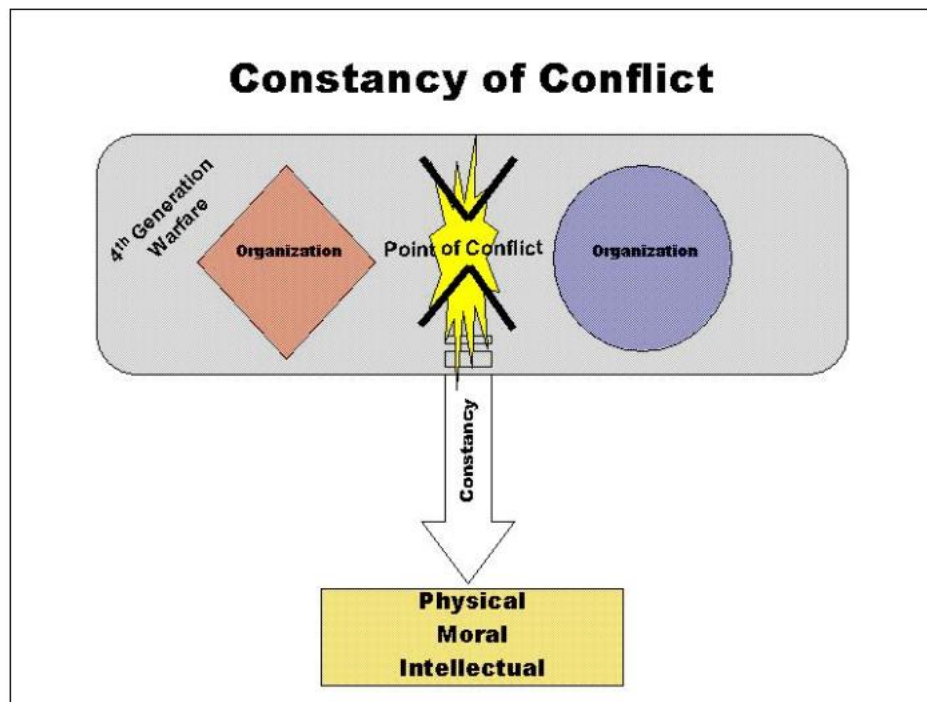 Constancy of Conflict
4th Generation
Warfare
Organization
Point of Conflict
Organization
Constancy
Physical
Moral
Intellectual